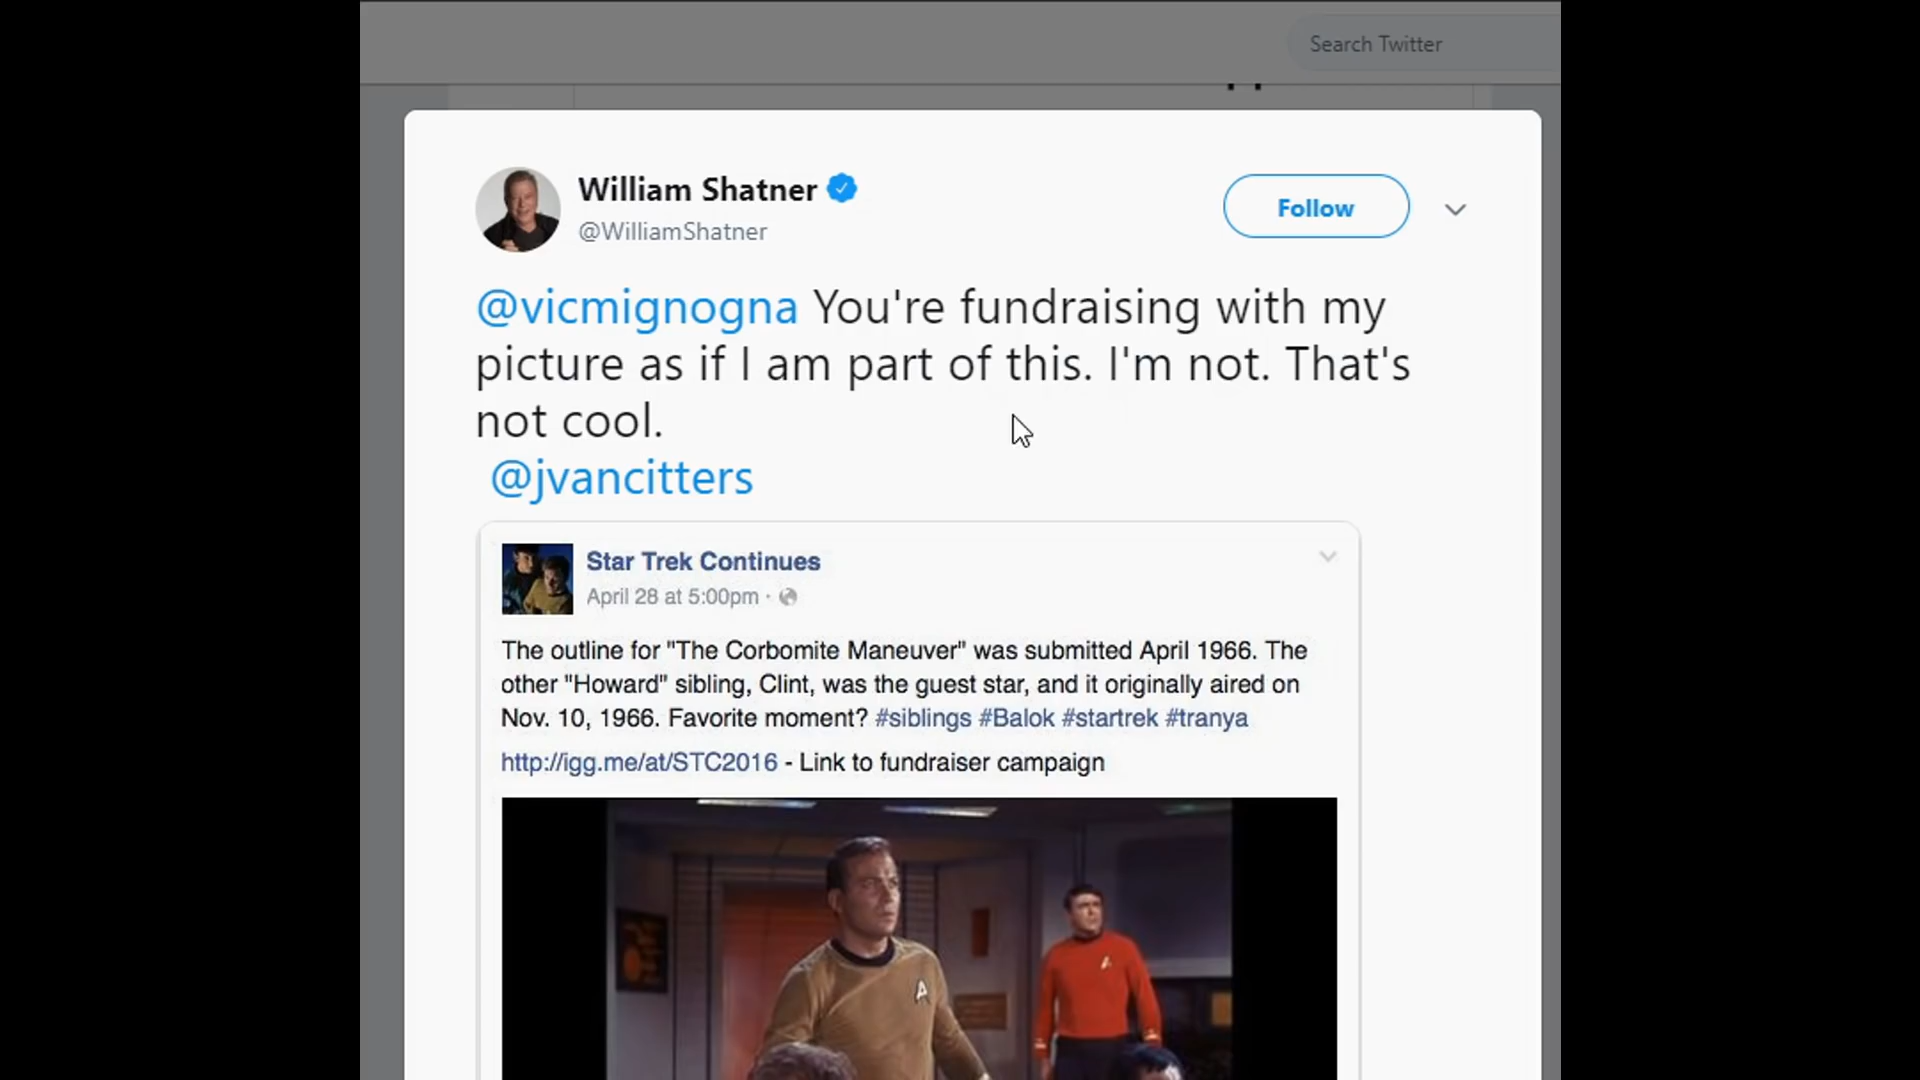 Search Twitter
William Shatner
@WilliamShatner
Follow
@vicmignogna You're fundraising with my
picture as if I am part of this. I'm not. That's
not cool.
@jvancitters
Star Trek Continues
April 28 at 5:00pm ·
The outline for "The Corbomite Maneuver" was submitted April 1966. The
other "Howard" sibling, Clint, was the guest star, and it originally aired on
Nov. 10, 1966. Favorite moment? #siblings #Balok #startrek #tranya
http://igg.me/at/STC2016 - Link to fundraiser campaign